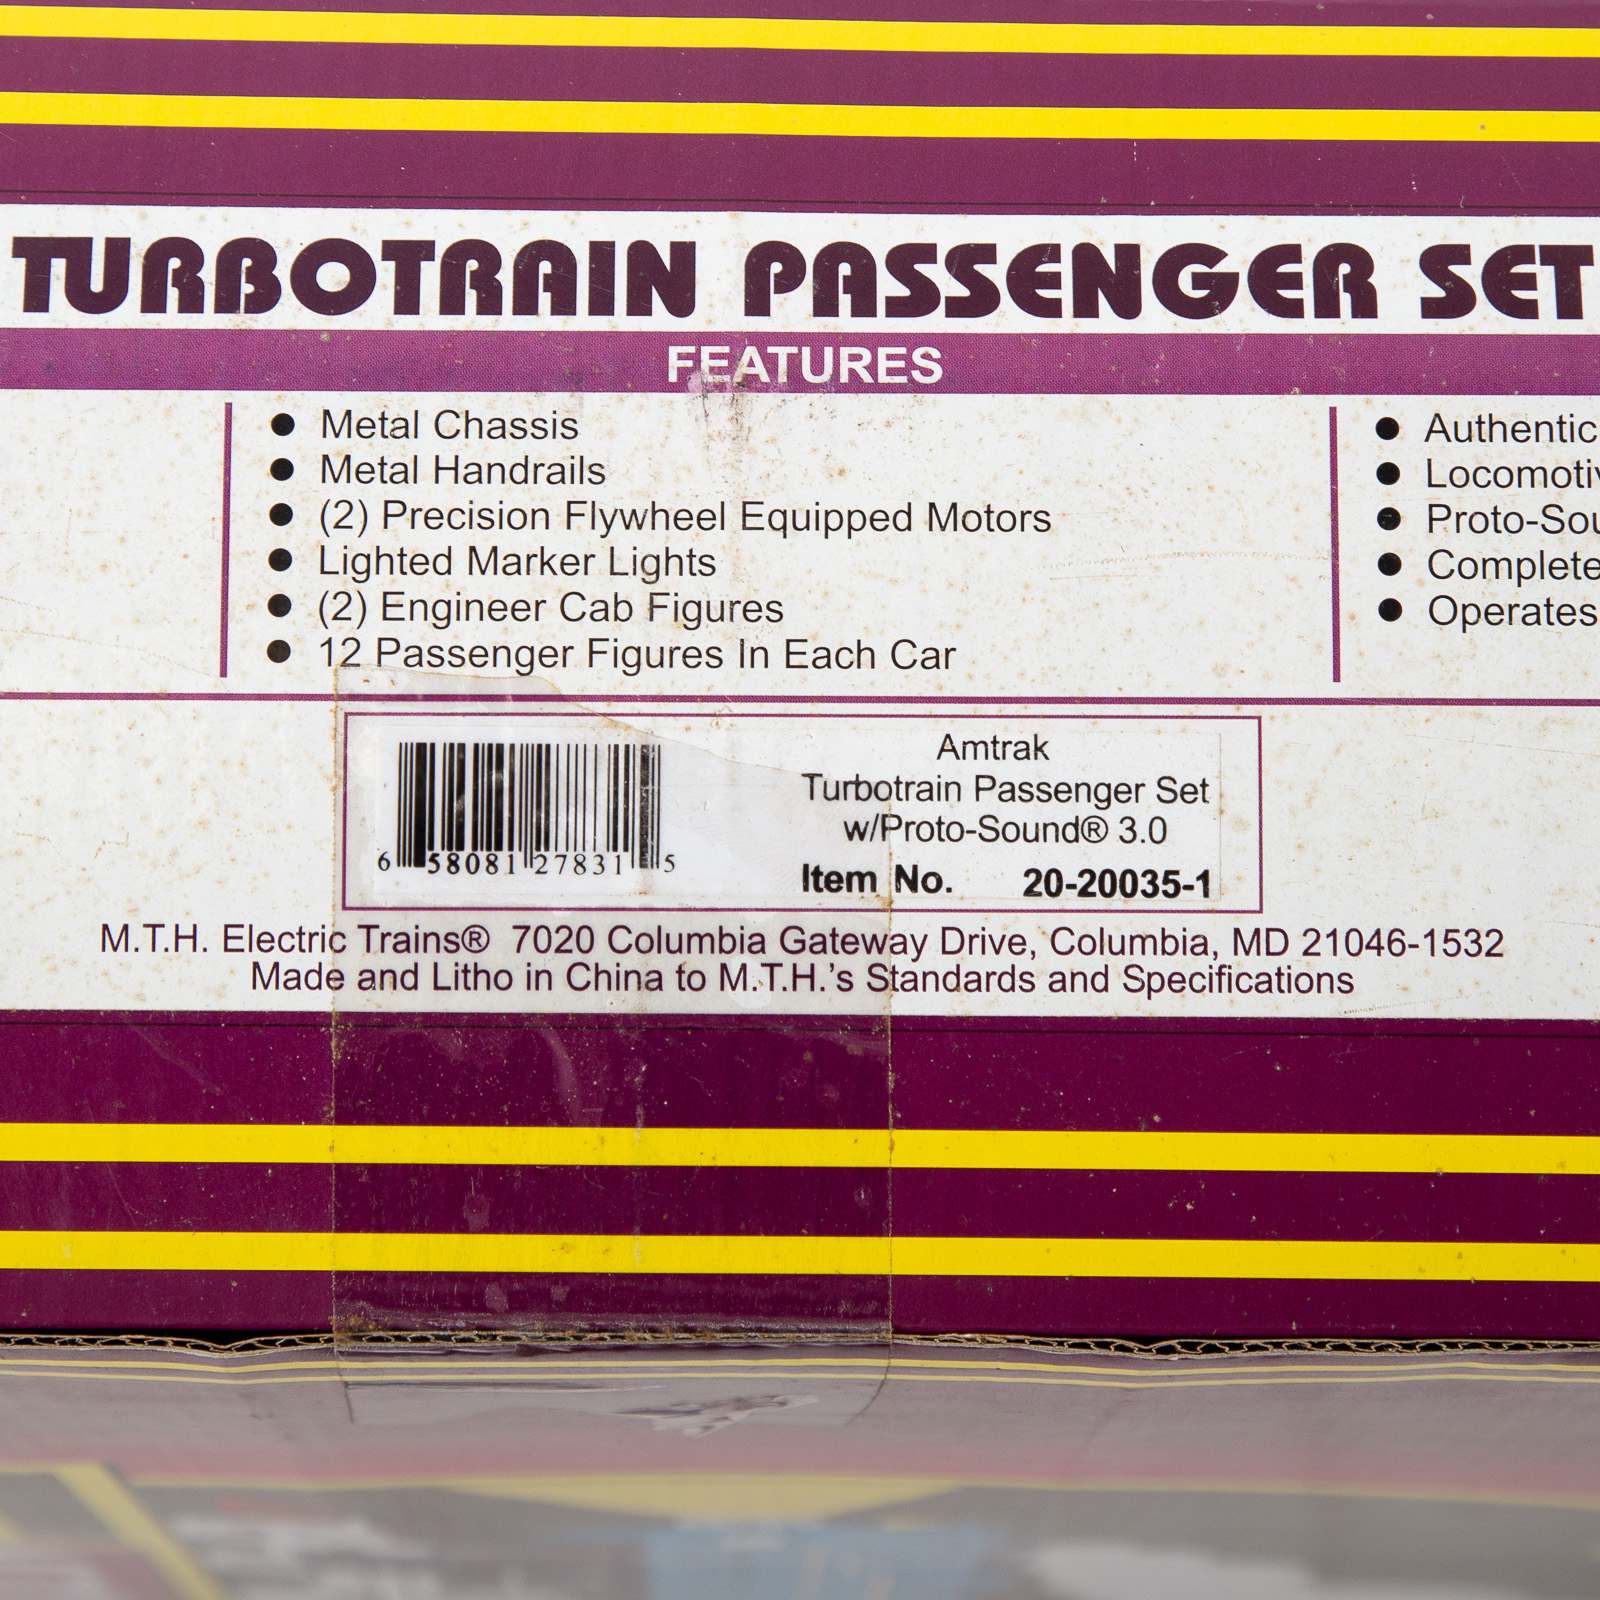 TURBOTRAIN PASSENGER SET
FEATURES
● Metal Chassis
● Metal Handrails
● (2) Precision Flywheel Equipped Motors
● Lighted Marker Lights
● (2) Engineer Cab Figures
● 12 Passenger Figures In Each Car
● Authentic
● Locomotiv
● Proto-Sou
● Complete
● Operates
6 58081 27831 5
Amtrak
Turbotrain Passenger Set
w/Proto-Sound® 3.0
Item No. 20-20035-1
M.T.H. Electric Trains® 7020 Columbia Gateway Drive, Columbia, MD 21046-1532
Made and Litho in China to M.T.H.'s Standards and Specifications